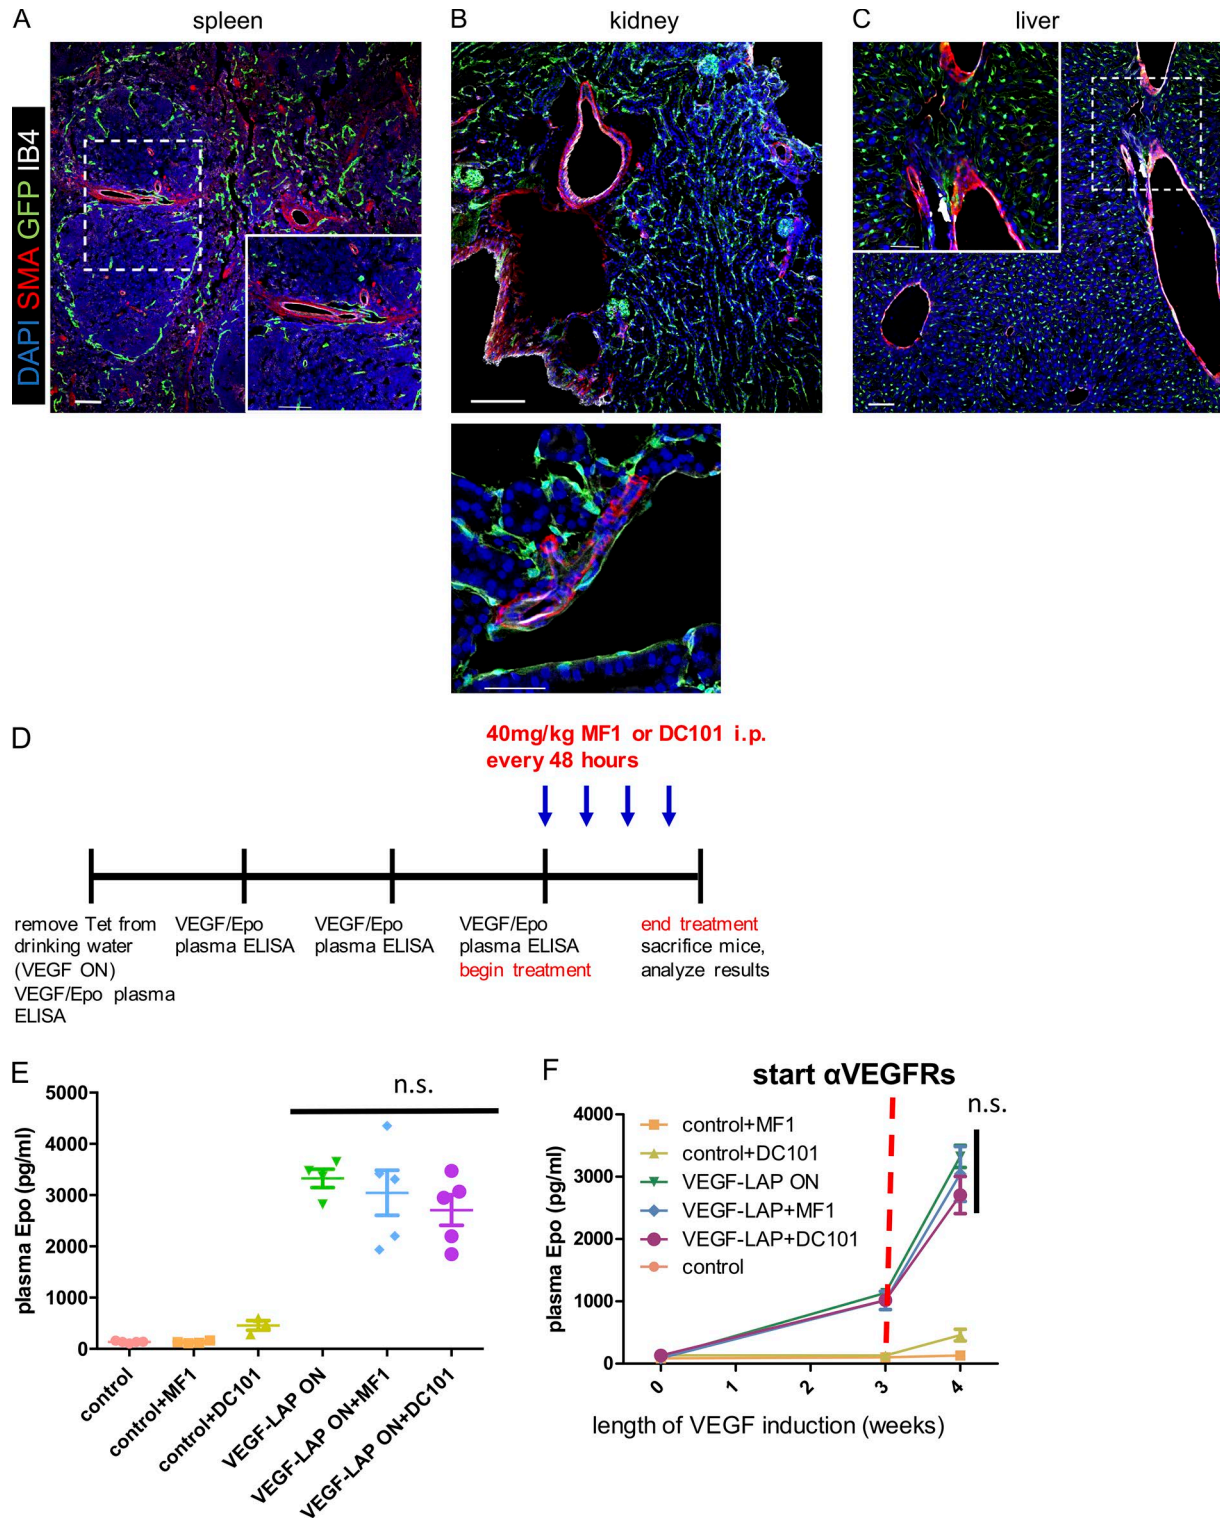 A
spleen
B
kidney
C
liver
DAPI SMA GFP IB4
D
40mg/kg MF1 or DC101 i.p.
every 48 hours
remove Tet from
drinking water
(VEGF ON)
VEGF/Epo plasma
ELISA
VEGF/Epo
plasma ELISA
VEGF/Epo
plasma ELISA
VEGF/Epo
plasma ELISA
begin treatment
end treatment
sacrifice mice,
analyze results
E
n.s.
plasma Epo (pg/ml)
5000
4000
3000
2000
1000
0
control
control+MF1
control+DC101
VEGF-LAP ON
VEGF-LAP ON+MF1
VEGF-LAP ON+DC101
F
start αVEGFRs
n.s.
plasma Epo (pg/ml)
4000
3000
2000
1000
0
control+MF1
control+DC101
VEGF-LAP ON
VEGF-LAP+MF1
VEGF-LAP+DC101
control
0
1
2
3
4
length of VEGF induction (weeks)